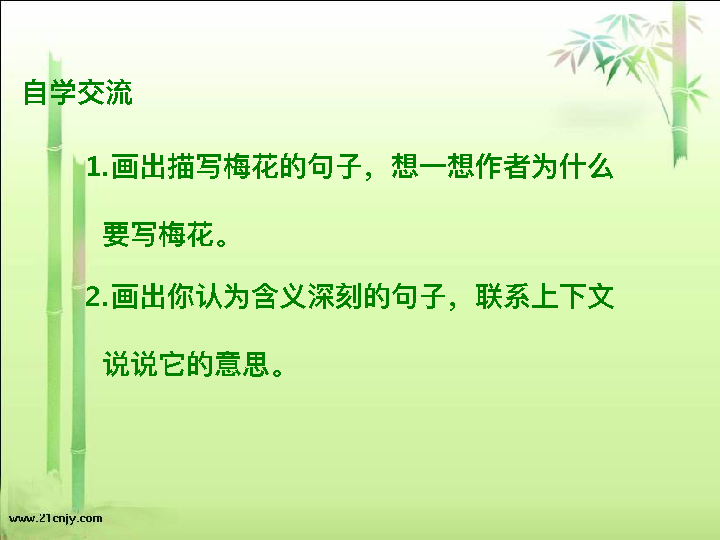 自学交流
1.画出描写梅花的句子，想一想作者为什么
要写梅花。
2.画出你认为含义深刻的句子，联系上下文
说说它的意思。
www.21cnjy.com